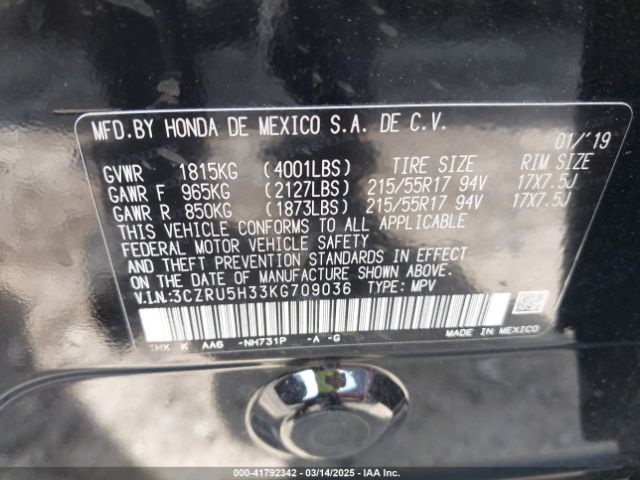 MFD.BY HONDA DE MEXICO S.A. DE C.V.
01/'19
GVWR 1815KG (4001LBS) TIRE SIZE RIM SIZE
GAWR F 965KG (2127LBS) 215/55R17 94V 17X7.5J
GAWR R 850KG (1873LBS) 215/55R17 94V 17X7.5J
THIS VEHICLE CONFORMS TO ALL APPLICABLE
FEDERAL MOTOR VEHICLE SAFETY
AND THEFT PREVENTION STANDARDS IN EFFECT
ON THE DATE OF MANUFACTURE SHOWN ABOVE.
V.I.N.:3CZRU5H33KG709036 TYPE: MPV
THX K AA6 -NH731P -A -G
MADE IN MEXICO
000-41792342 - 03/14/2025 - IAA Inc.